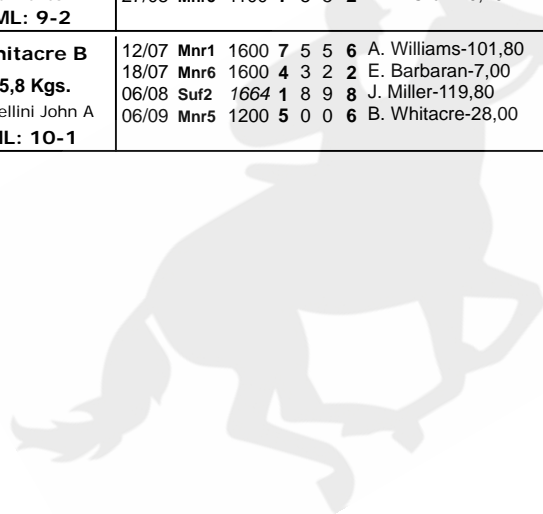 ML: 9-2
hitacre B
5,8 Kgs.
ellini John A
ML: 10-1
12/07 Mnr1 1600 7 5 5 6 A. Williams-101,80
18/07 Mnr6 1600 4 3 2 2 E. Barbaran-7,00
06/08 Suf2 1664 1 8 9 8 J. Miller-119,80
06/09 Mnr5 1200 5 0 0 6 B. Whitacre-28,00